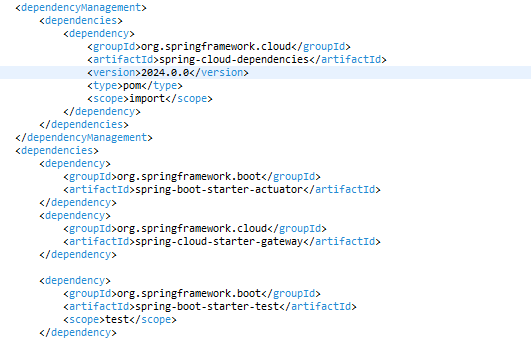 <dependencyManagement>
<dependencies>
<dependency>
<groupId>org.springframework.cloud</groupId>
<artifactId>spring-cloud-dependencies</artifactId>
<version>2024.0.0</version>
<type>pom</type>
<scope>import</scope>
</dependency>
</dependencies>
</dependencyManagement>
<dependencies>
<dependency>
<groupId>org.springframework.boot</groupId>
<artifactId>spring-boot-starter-actuator</artifactId>
</dependency>
<dependency>
<groupId>org.springframework.cloud</groupId>
<artifactId>spring-cloud-starter-gateway</artifactId>
</dependency>
<dependency>
<groupId>org.springframework.boot</groupId>
<artifactId>spring-boot-starter-test</artifactId>
<scope>test</scope>
</dependency>